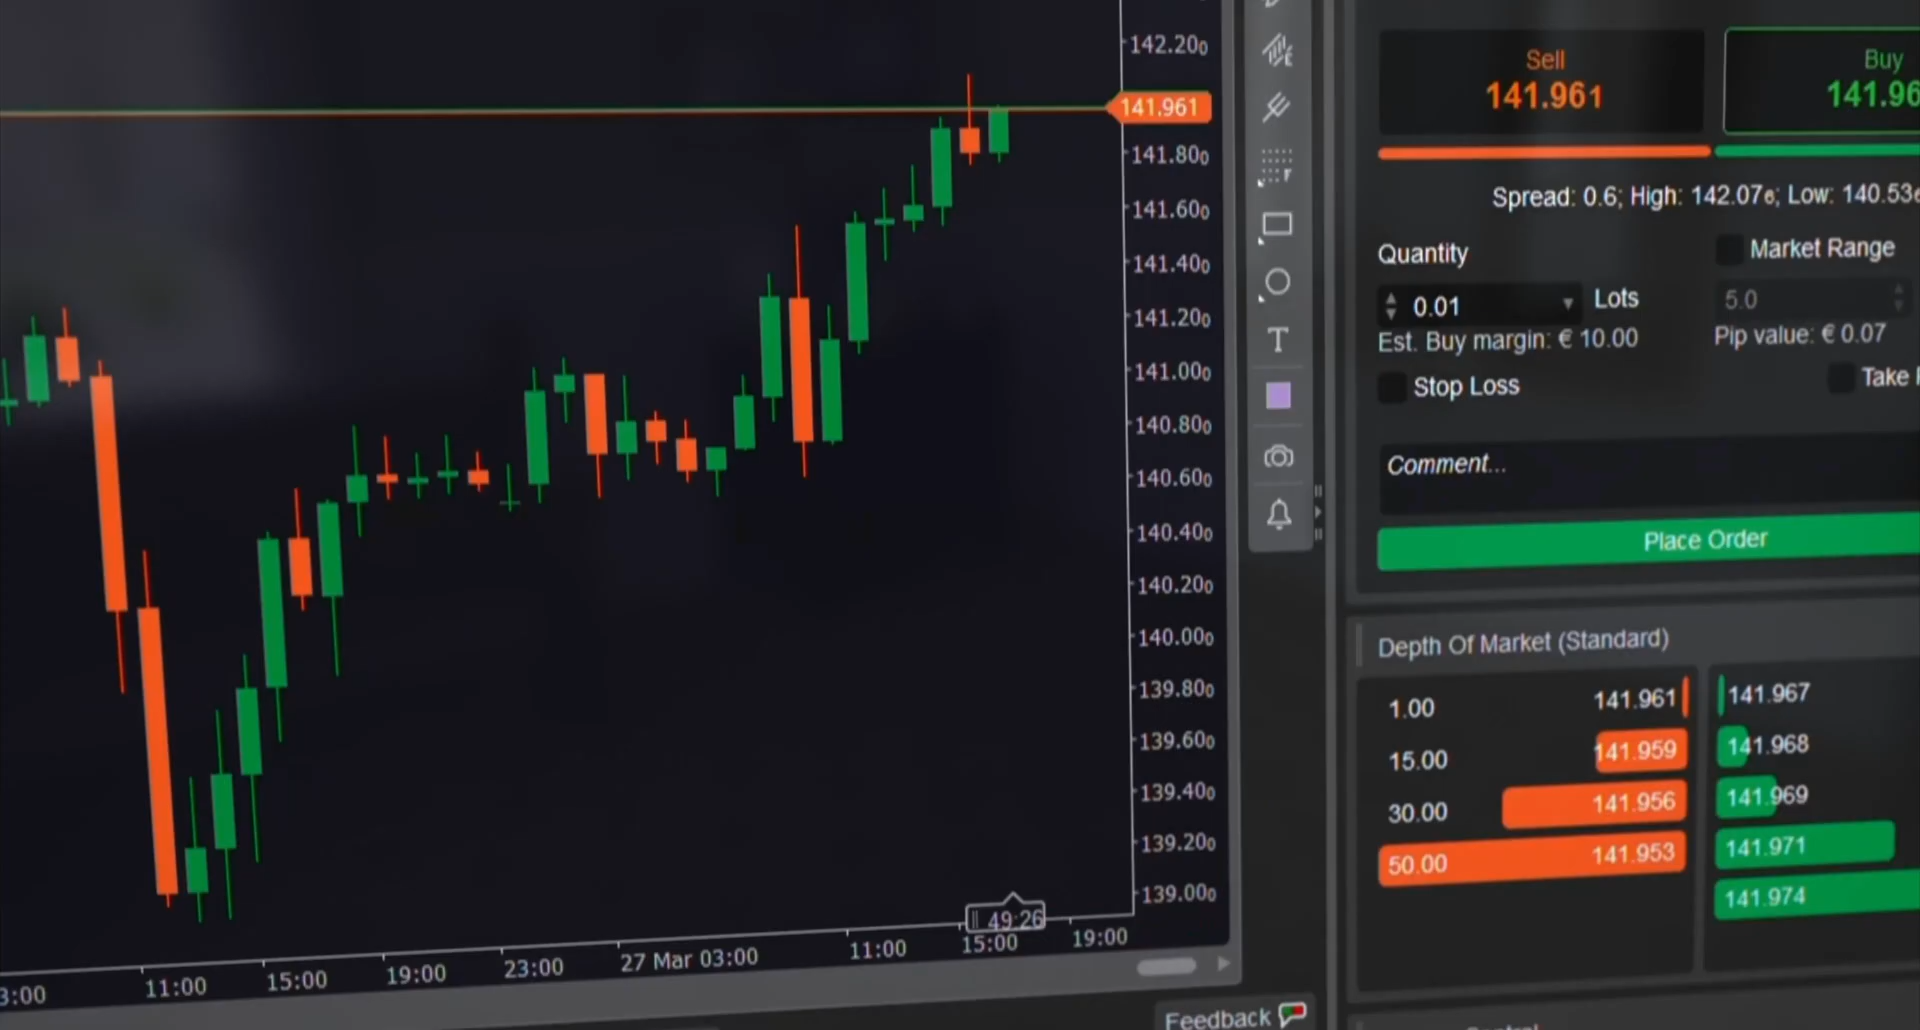 142.200
141.961
141.800
141.600
141.400
141.200
141.000
140.800
140.600
140.400
140.200
140.000
139.800
139.600
139.400
139.200
139.000
49:26
3:00
11:00
15:00
19:00
23:00
27 Mar 03:00
11:00
15:00
19:00
Feedback
T
Sell
141.961
Buy
141.96
Spread: 0.6; High: 142.076; Low: 140.536
Quantity
Market Range
0.01
Lots
5.0
Est. Buy margin: € 10.00
Pip value: € 0.07
Stop Loss
Take
Comment...
Place Order
Depth Of Market (Standard)
1.00 141.961 141.967
15.00 141.959 141.968
30.00 141.956 141.969
50.00 141.953 141.971
141.974